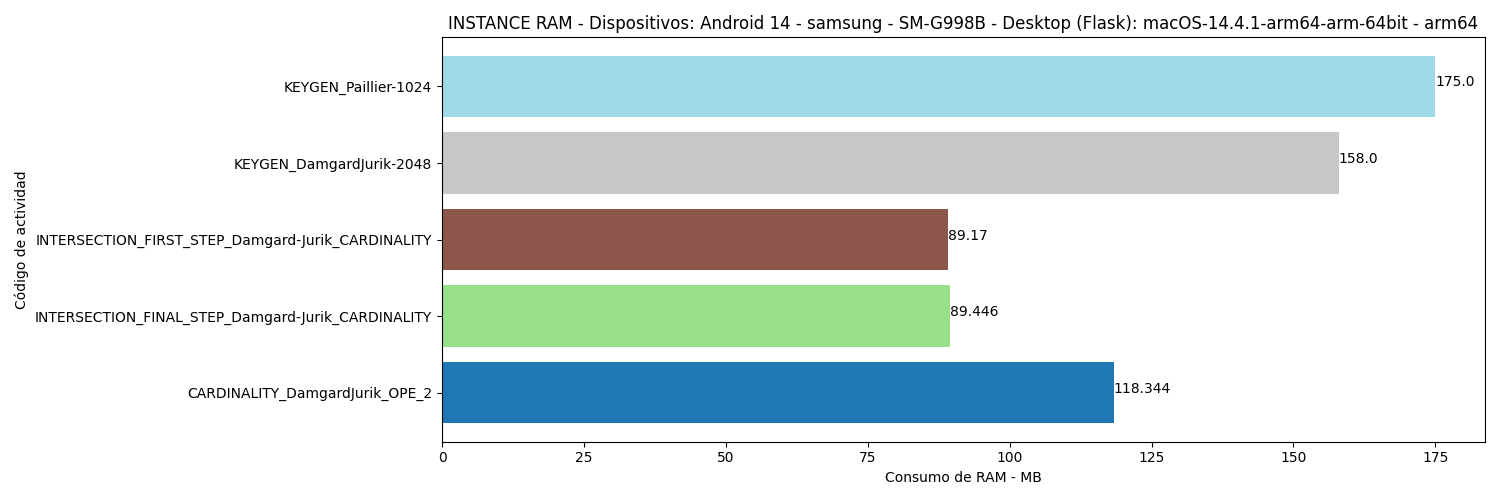 INSTANCE RAM - Dispositivos: Android 14 - samsung - SM-G998B - Desktop (Flask): macOS-14.4.1-arm64-arm-64bit - arm64
Código de actividad
KEYGEN_Paillier-1024
175.0
KEYGEN_DamgardJurik-2048
158.0
INTERSECTION_FIRST_STEP_Damgard-Jurik_CARDINALITY
89.17
INTERSECTION_FINAL_STEP_Damgard-Jurik_CARDINALITY
89.446
CARDINALITY_DamgardJurik_OPE_2
118.344
0 25 50 75 100 125 150 175
Consumo de RAM - MB